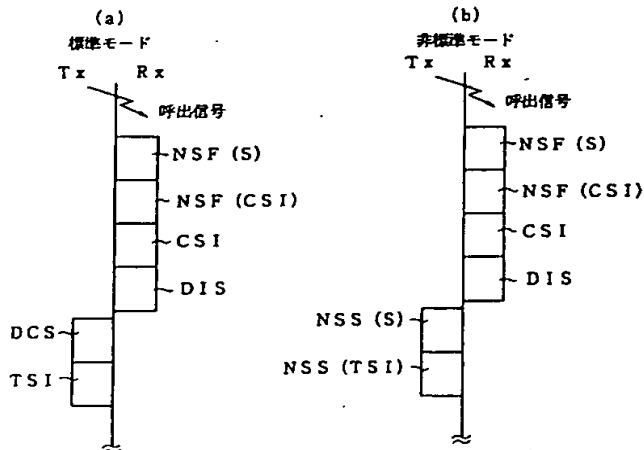 (a)
標準モード
Tx Rx
呼出信号
NSF (S)
NSF (CSI)
CSI
DIS
DCS
TSI
(b)
非標準モード
Tx Rx
呼出信号
NSF (S)
NSF (CSI)
CSI
DIS
NSS (S)
NSS (TSI)